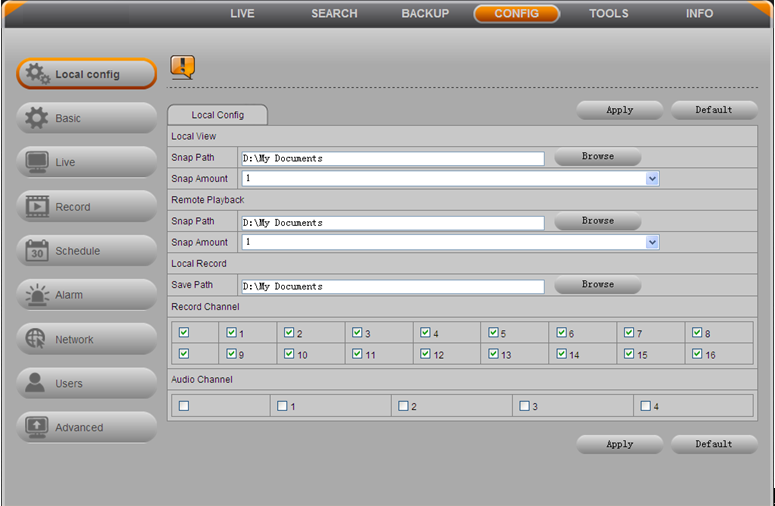 LIVE SEARCH BACKUP CONFIG TOOLS INFO
Local config
Basic
Live
Record
30
Schedule
Alarm
Network
Users
Advanced
Local Config Apply Default
Local View
Snap Path D:\My Documents Browse
Snap Amount 1
Remote Playback
Snap Path D:\My Documents Browse
Snap Amount 1
Local Record
Save Path D:\My Documents Browse
Record Channel
1 2 3 4 5 6 7 8
9 10 11 12 13 14 15 16
Audio Channel
1 2 3 4
Apply Default